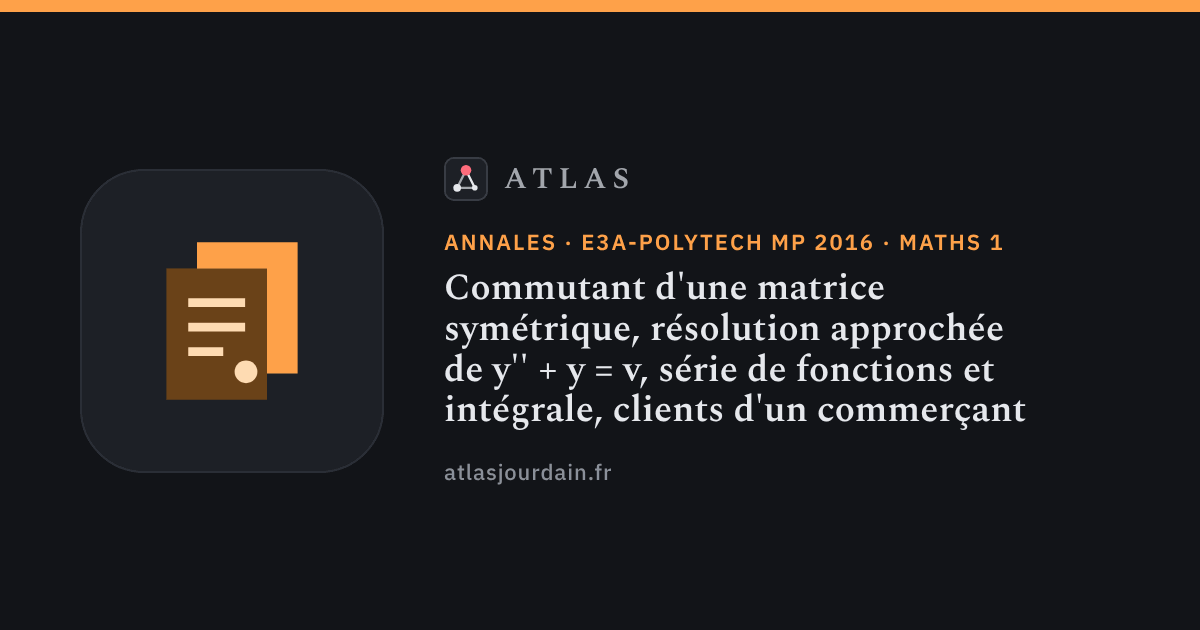 ATLAS
ANNALES · E3A-POLYTECH MP 2016 · MATHS 1
Commutant d'une matrice
symétrique, résolution approchée
de y'' + y = v, série de fonctions et
intégrale, clients d'un commerçant
atlasjourdain.fr